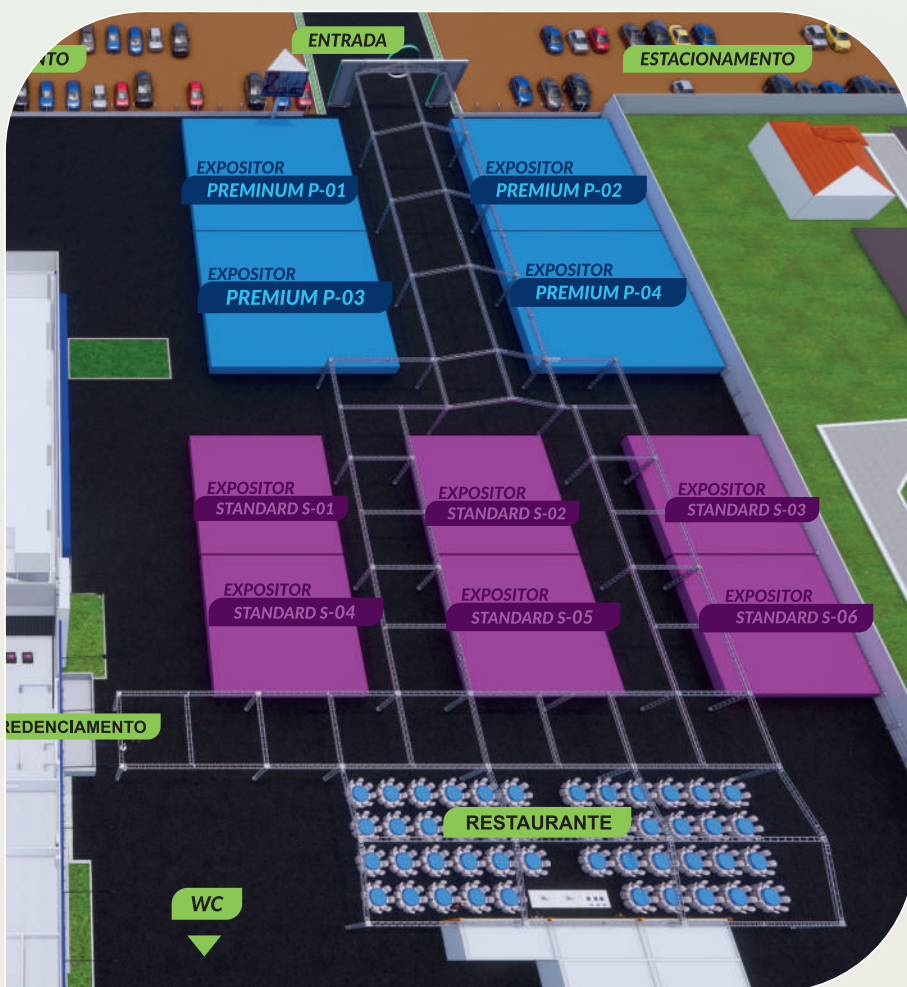 ENTRADA
NTO
ESTACIONAMENTO
EXPOSITOR
PREMINUM P-01
EXPOSITOR
PREMIUM P-02
EXPOSITOR
PREMIUM P-03
EXPOSITOR
PREMIUM P-04
EXPOSITOR
STANDARD S-01
EXPOSITOR
STANDARD S-02
EXPOSITOR
STANDARD S-03
EXPOSITOR
STANDARD S-04
EXPOSITOR
STANDARD S-05
EXPOSITOR
STANDARD S-06
REDENCIAMENTO
RESTAURANTE
WC